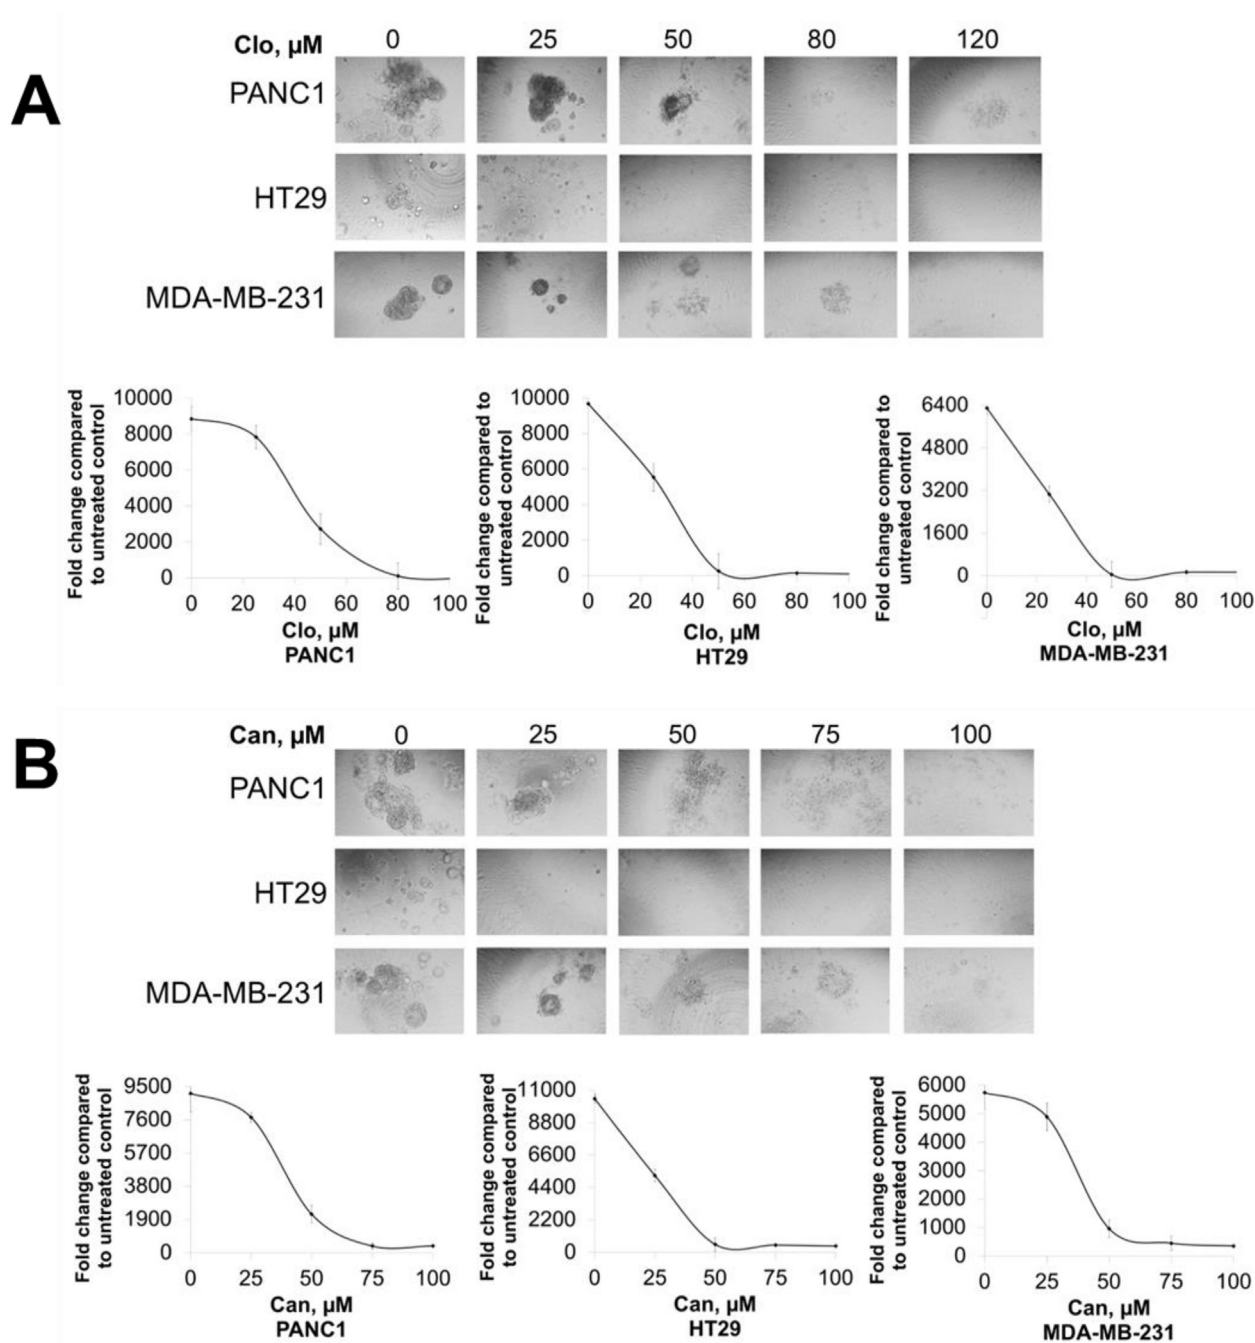 A
Clo, µM 0 25 50 80 120
PANC1
HT29
MDA-MB-231
Fold change compared
to untreated control
10000
8000
6000
4000
2000
0
0 20 40 60 80 100
Clo, µM
PANC1
Fold change compared to
untreated control
10000
8000
6000
4000
2000
0
0 20 40 60 80 100
Clo, µM
HT29
Fold change compared to
untreated control
6400
4800
3200
1600
0
0 20 40 60 80 100
Clo, µM
MDA-MB-231
B
Can, µM 0 25 50 75 100
PANC1
HT29
MDA-MB-231
Fold change compared
to untreated control
9500
7600
5700
3800
1900
0
0 25 50 75 100
Can, µM
PANC1
Fold change compared
to untreated control
11000
8800
6600
4400
2200
0
0 25 50 75 100
Can, µM
HT29
Fold change compared
to untreated control
6000
5000
4000
3000
2000
1000
0
0 25 50 75 100
Can, µM
MDA-MB-231